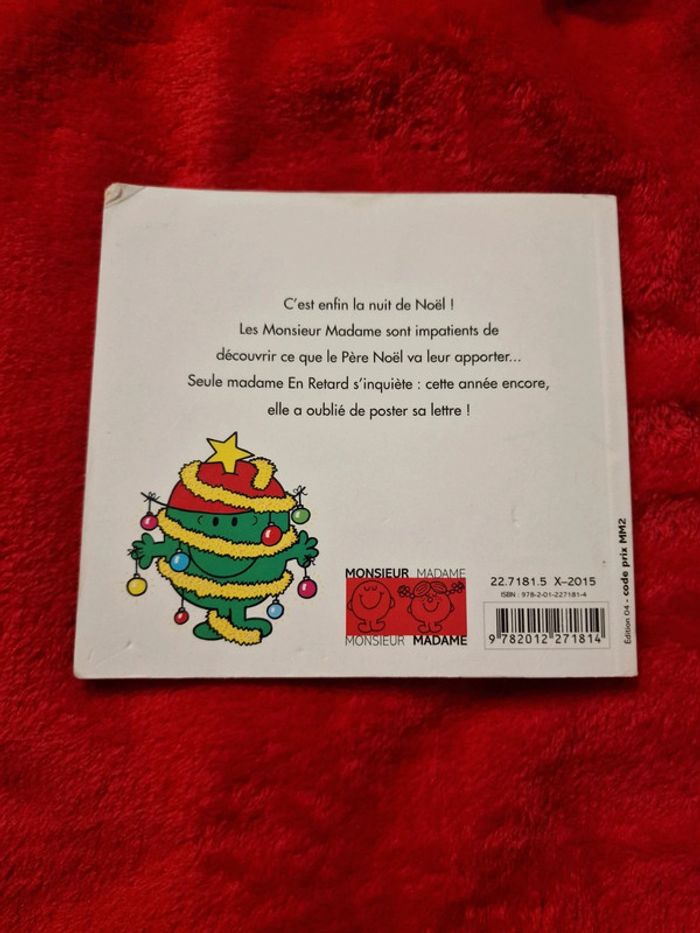 C'est enfin la nuit de Noël !
Les Monsieur Madame sont impatients de
découvrir ce que le Père Noël va leur apporter...
Seule madame En Retard s'inquiète : cette année encore,
elle a oublié de poster sa lettre !
MONSIEUR MADAME
MONSIEUR MADAME
22.7181.5 X–2015
ISBN : 978-2-01-227181-4
9 782012 271814
Édition 04 - code prix MM2